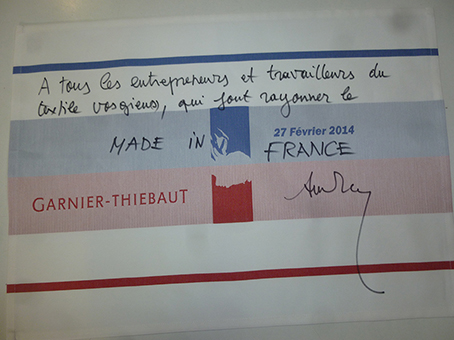 A tous les entrepreneurs et travailleurs du
textile vosgiens, qui font rayonner le
27 Février 2014
MADE IN FRANCE
GARNIER-THIEBAUT